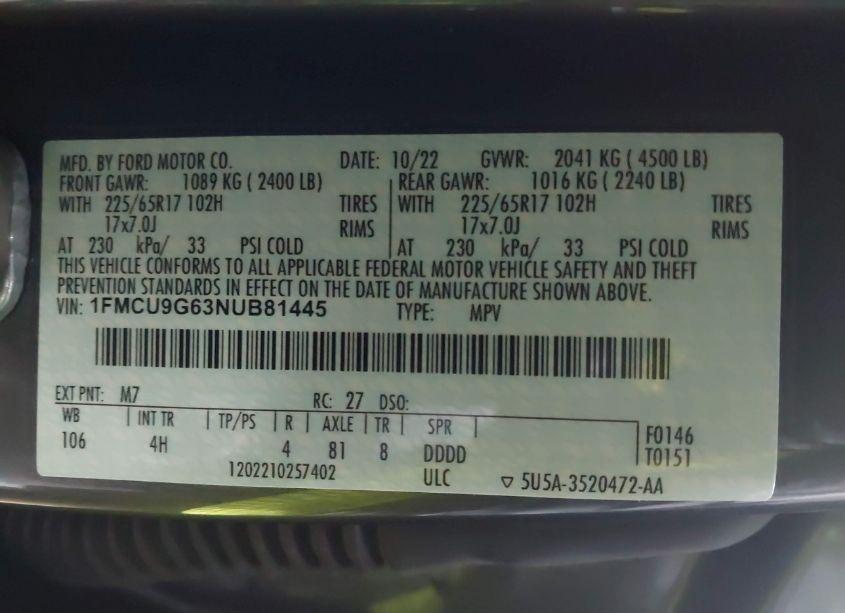 MFD. BY FORD MOTOR CO. DATE: 10/22 GVWR: 2041 KG ( 4500 LB)
FRONT GAWR: 1089 KG ( 2400 LB) REAR GAWR: 1016 KG ( 2240 LB)
WITH 225/65R17 102H TIRES WITH 225/65R17 102H TIRES
17x7.0J RIMS 17x7.0J RIMS
AT 230 kPa/ 33 PSI COLD AT 230 kPa/ 33 PSI COLD
THIS VEHICLE CONFORMS TO ALL APPLICABLE FEDERAL MOTOR VEHICLE SAFETY AND THEFT
PREVENTION STANDARDS IN EFFECT ON THE DATE OF MANUFACTURE SHOWN ABOVE.
VIN: 1FMCU9G63NUB81445 TYPE: MPV
EXT PNT: M7 RC: 27 DSO:
WB INT TR TP/PS R AXLE TR SPR
106 4H 4 81 8 DDDD
F0146
T0151
1202210257402 ULC ▽ 5U5A-3520472-AA